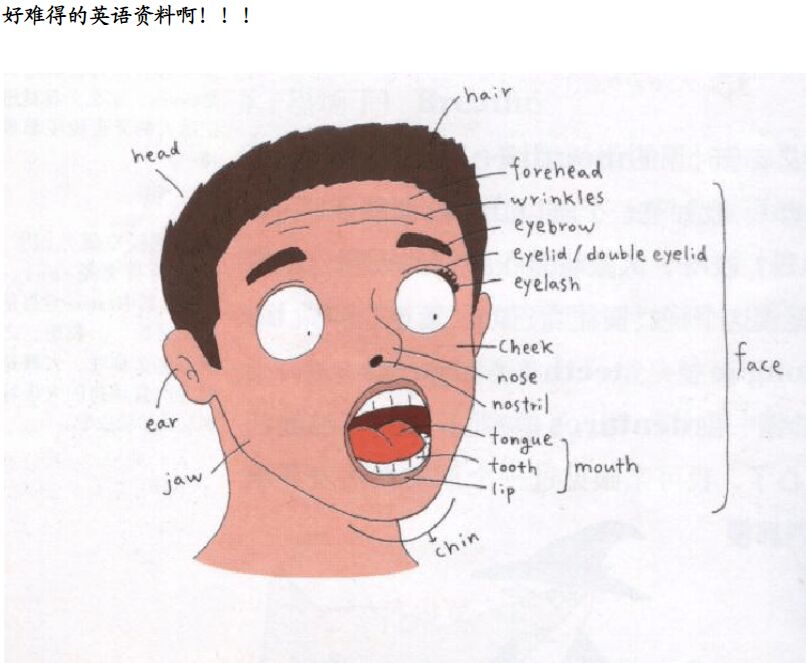 好难得的英语资料啊！！！
hair
head
forehead
wrinkles
eyebrow
eyelid / double eyelid
eyelash
cheek
face
nose
nostril
ear
tongue
tooth
mouth
lip
jaw
chin